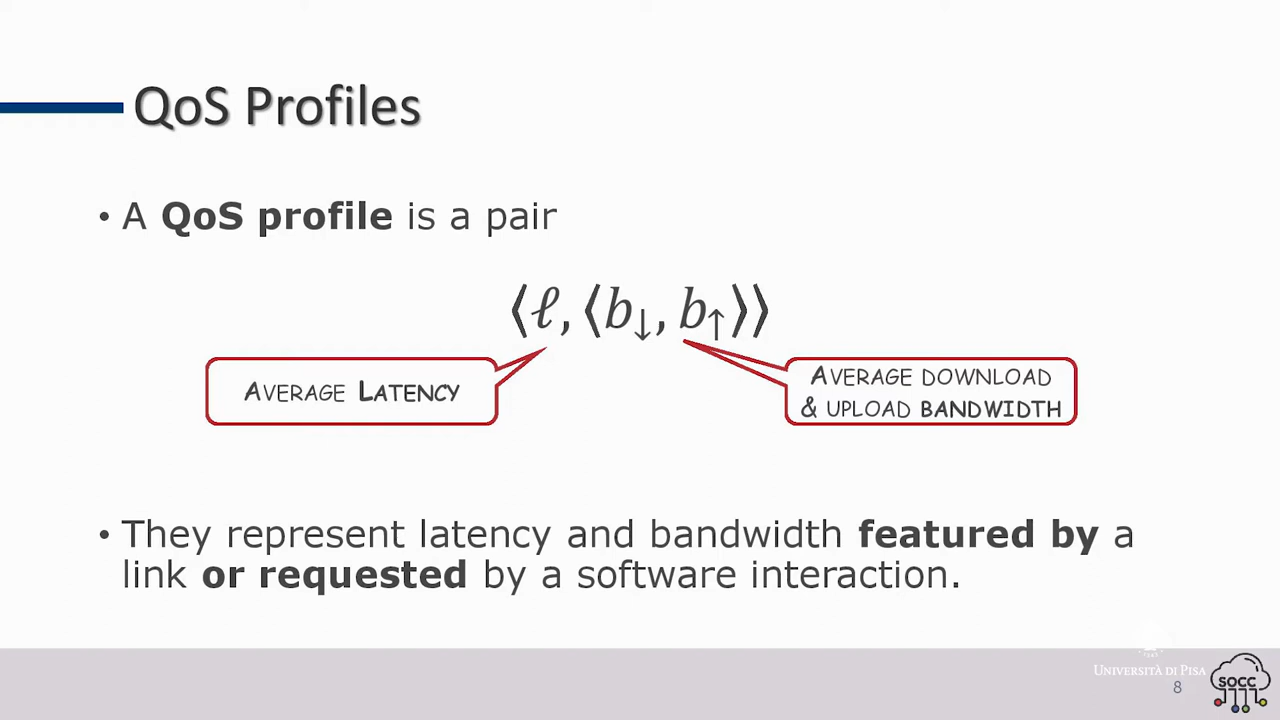 QoS Profiles
• A QoS profile is a pair
⟨ℓ, ⟨b↓, b↑⟩⟩
AVERAGE LATENCY
AVERAGE DOWNLOAD
& UPLOAD BANDWIDTH
• They represent latency and bandwidth featured by a
link or requested by a software interaction.
UNIVERSITÀ DI PISA
8
SOCC